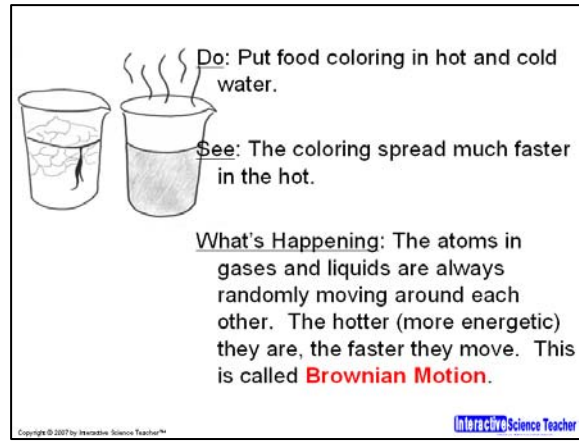 Do: Put food coloring in hot and cold
water.
See: The coloring spread much faster
in the hot.
What's Happening: The atoms in
gases and liquids are always
randomly moving around each
other. The hotter (more energetic)
they are, the faster they move. This
is called Brownian Motion.
Copyright © 2007 by Interactive Science Teacher™
Interactive Science Teacher